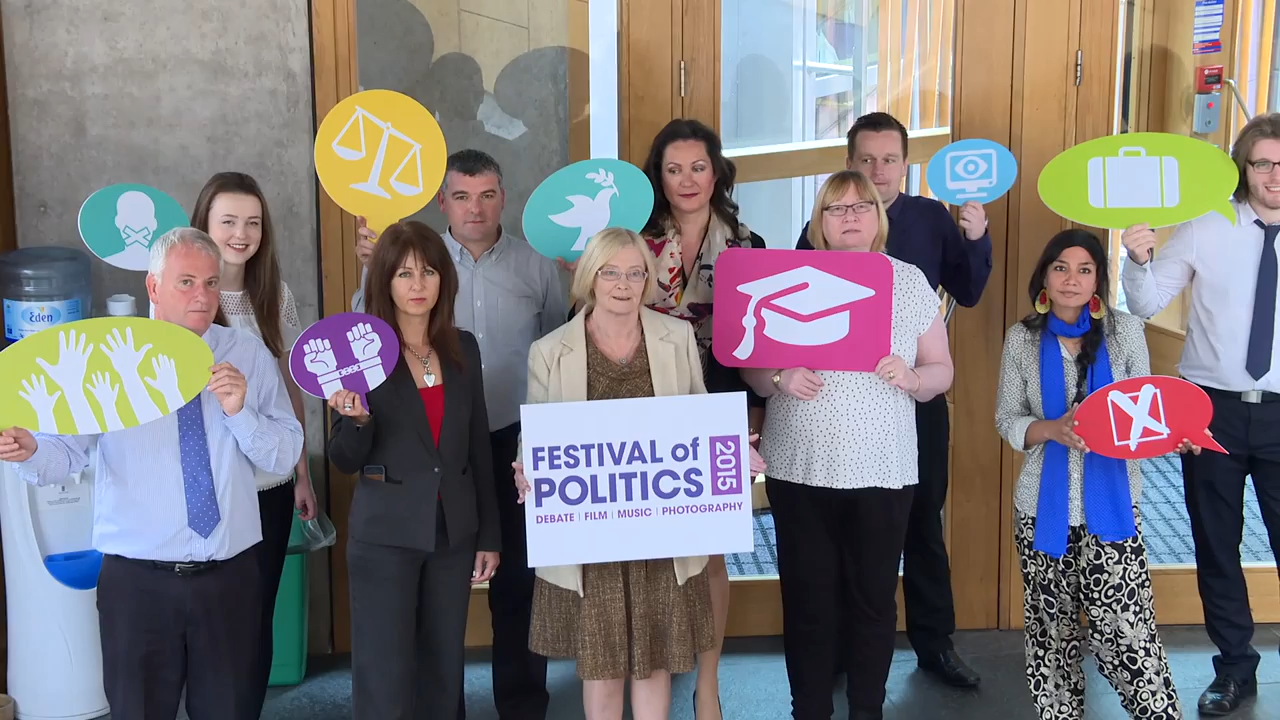 FESTIVAL of
POLITICS
2015
DEBATE | FILM | MUSIC | PHOTOGRAPHY
Eden